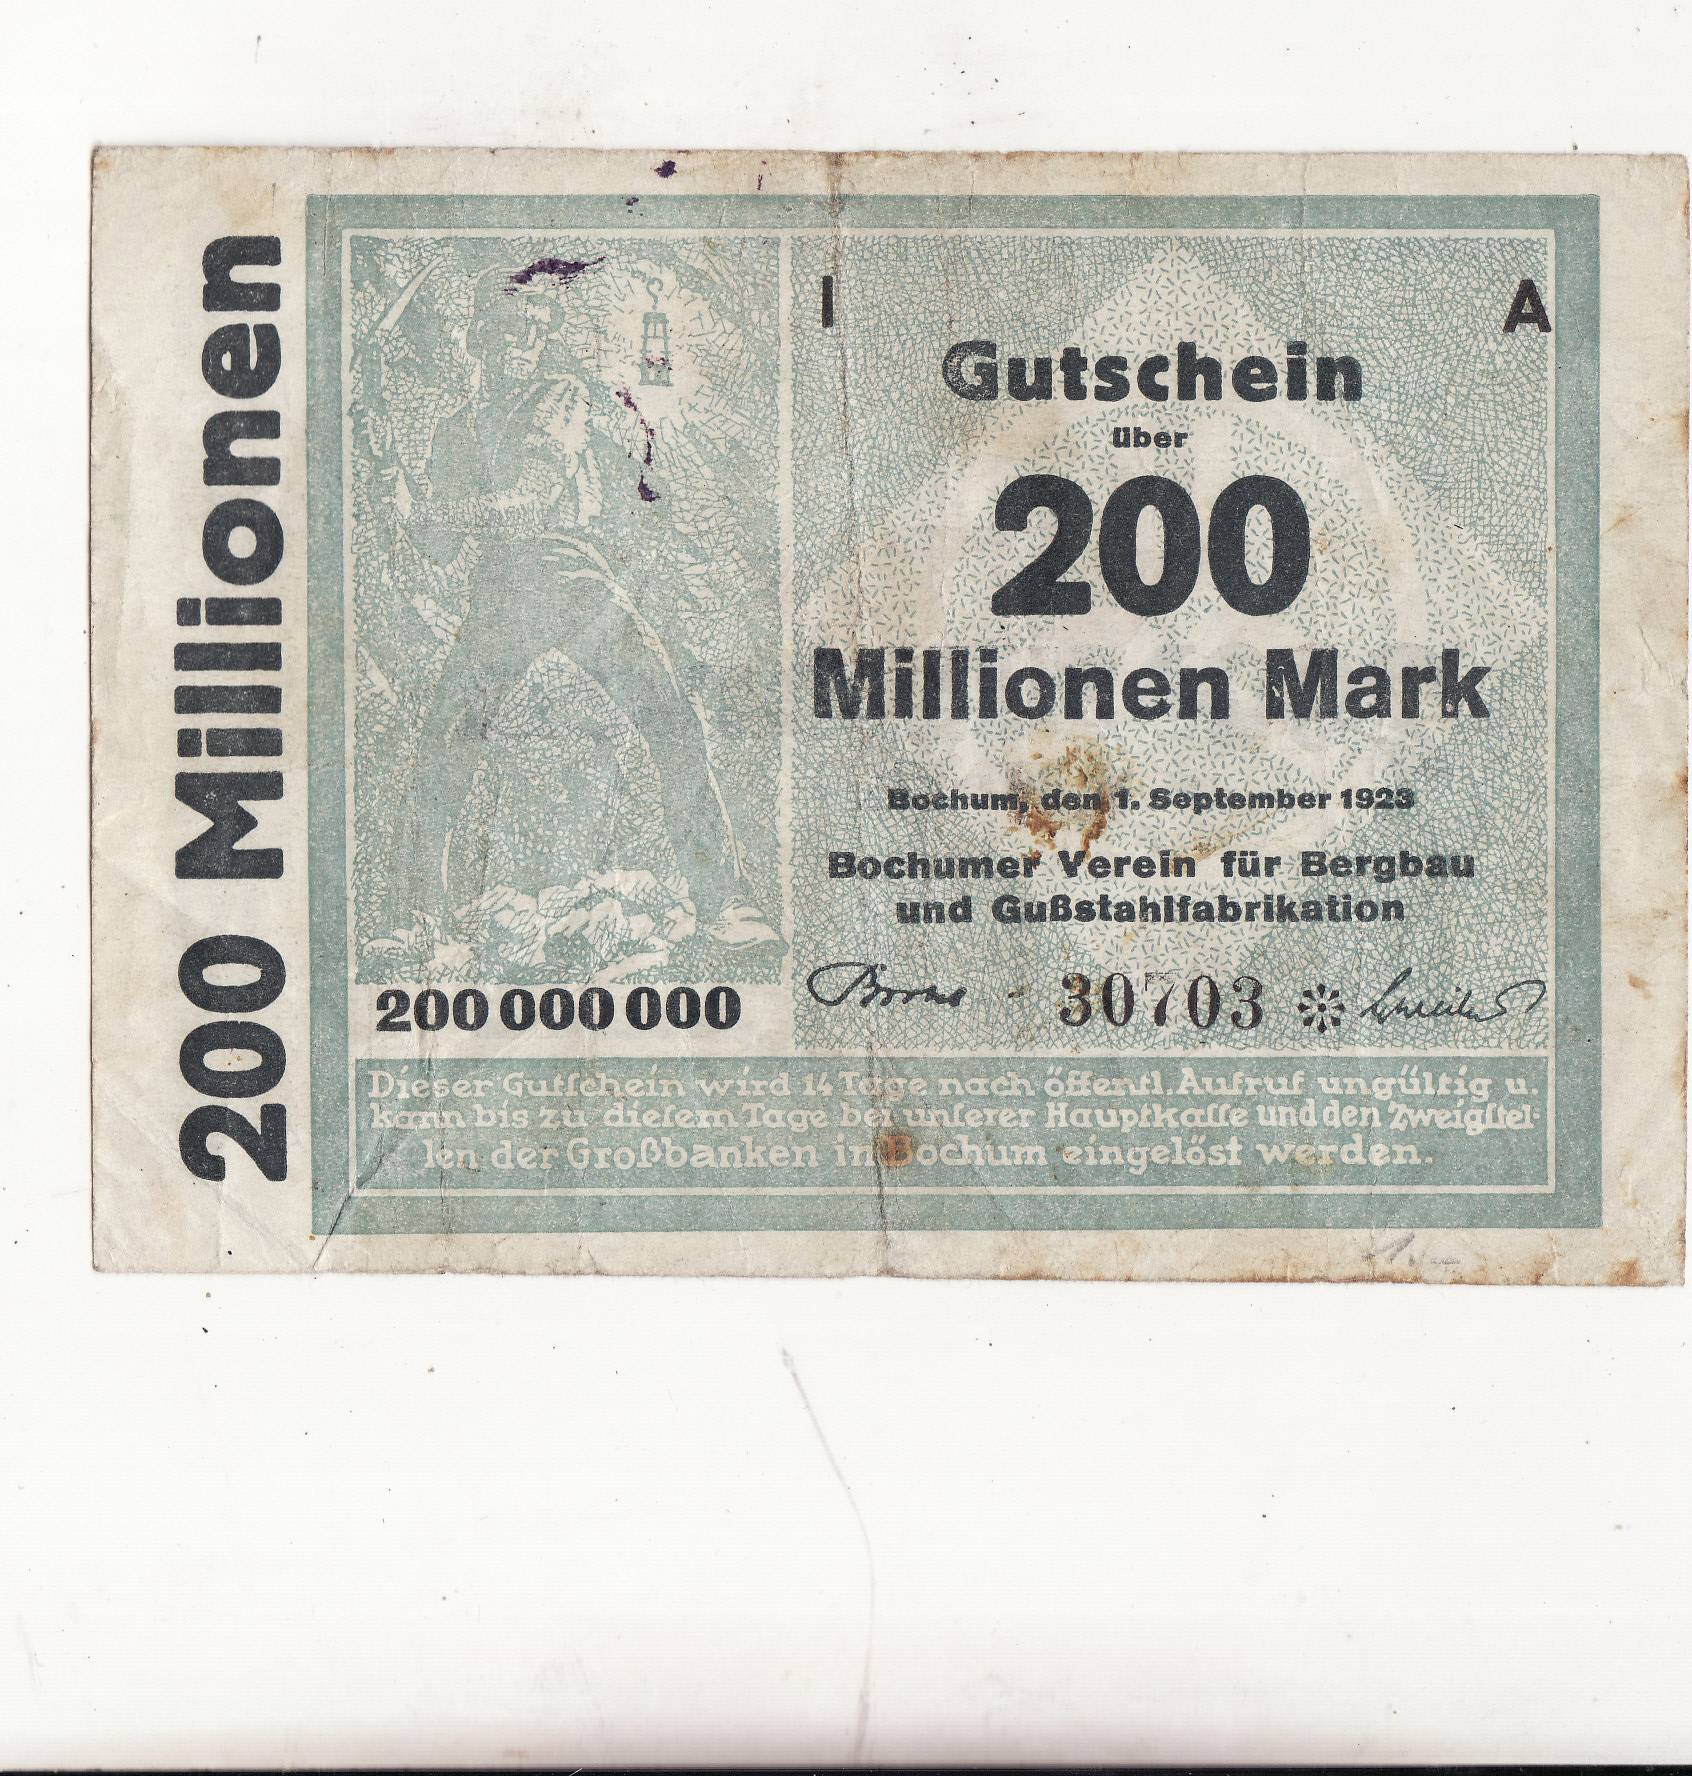 200 Millionen
I A
Gutschein
über
200
Millionen Mark
Bochum, den 1. September 1923
Bochumer Verein für Bergbau
und Gußstahlfabrikation
30703
200 000 000
Dieser Gutſchein wird 14 Tage nach öffentl. Aufruf ungültig u.
kann bis zu dieſem Tage bei unſerer Hauptkaſſe und den Zweigſtel-
len der Großbanken in Bochum eingelöst werden.